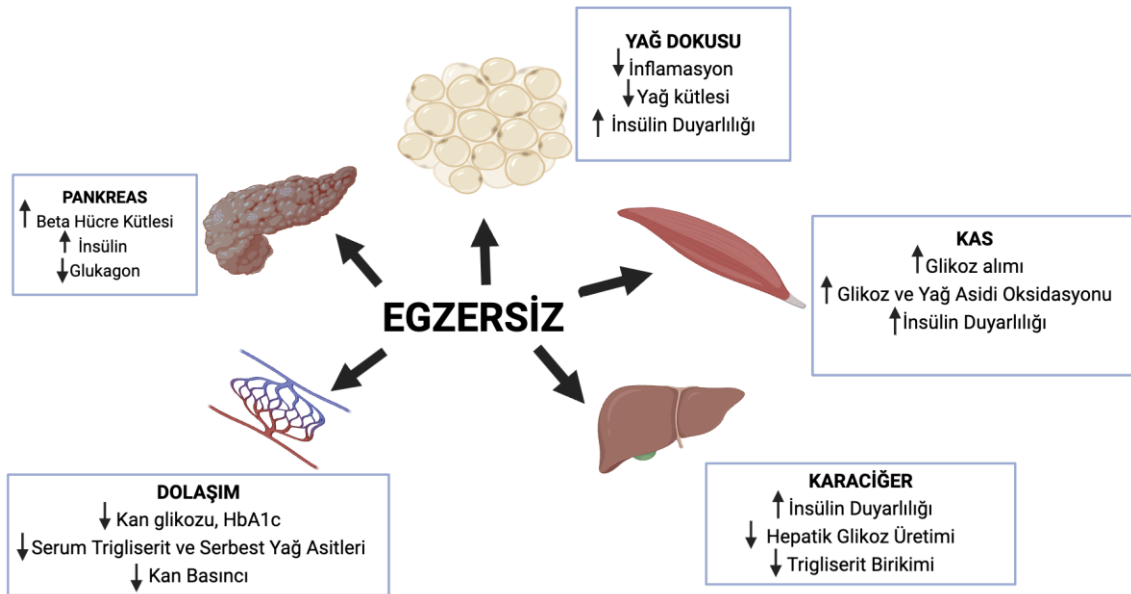 YAĞ DOKUSU
↓ İnflamasyon
↓ Yağ kütlesi
↑ İnsülin Duyarlılığı
PANKREAS
↑ Beta Hücre Kütlesi
↑ İnsülin
↓ Glukagon
KAS
↑ Glikoz alımı
↑ Glikoz ve Yağ Asidi Oksidasyonu
↑ İnsülin Duyarlılığı
EGZERSİZ
DOLAŞIM
↓ Kan glikozu, HbA1c
↓ Serum Trigliserit ve Serbest Yağ Asitleri
↓ Kan Basıncı
KARACİĞER
↑ İnsülin Duyarlılığı
↓ Hepatik Glikoz Üretimi
↓ Trigliserit Birikimi